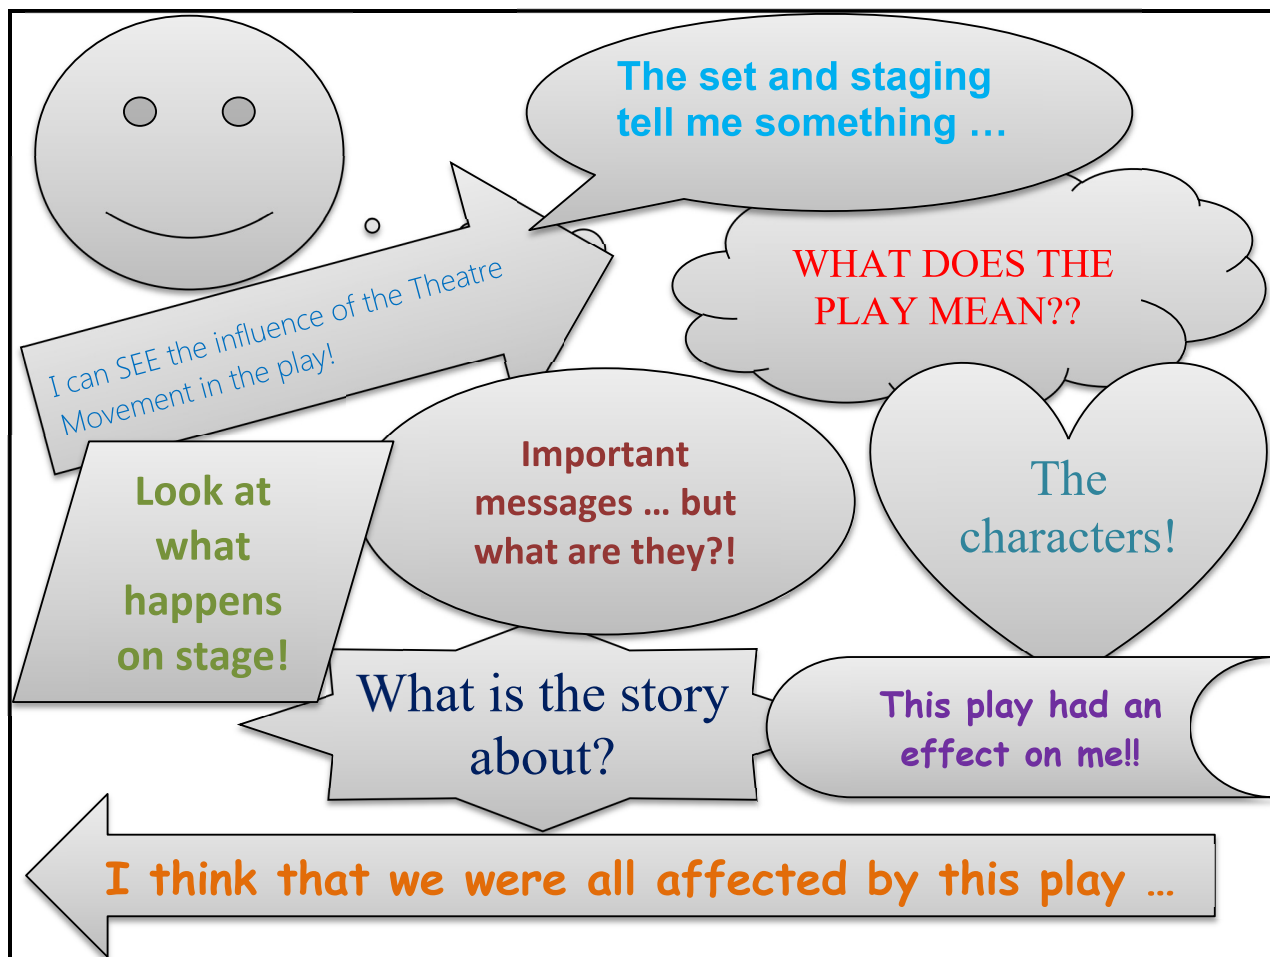 The set and staging
tell me something …
WHAT DOES THE
PLAY MEAN??
I can SEE the influence of the Theatre
Movement in the play!
Important
messages … but
what are they?!
The
characters!
Look at
what
happens
on stage!
What is the story
about?
This play had an
effect on me!!
I think that we were all affected by this play …